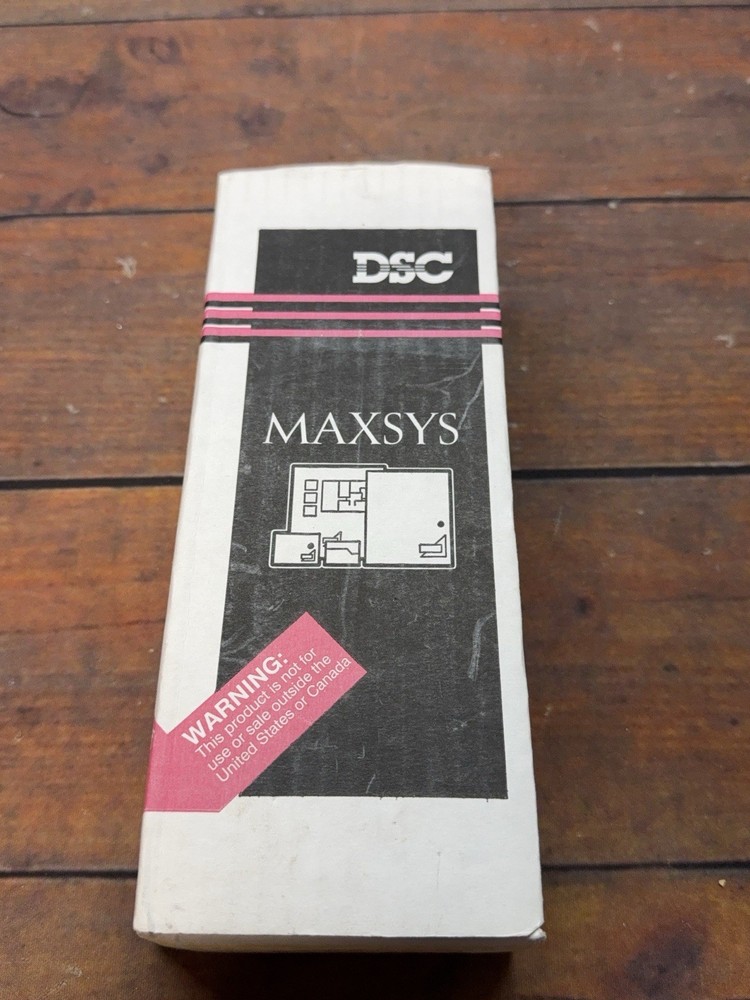 DSC
MAXSYS
WARNING:
This product is not for
use or sale outside the
United States or Canada